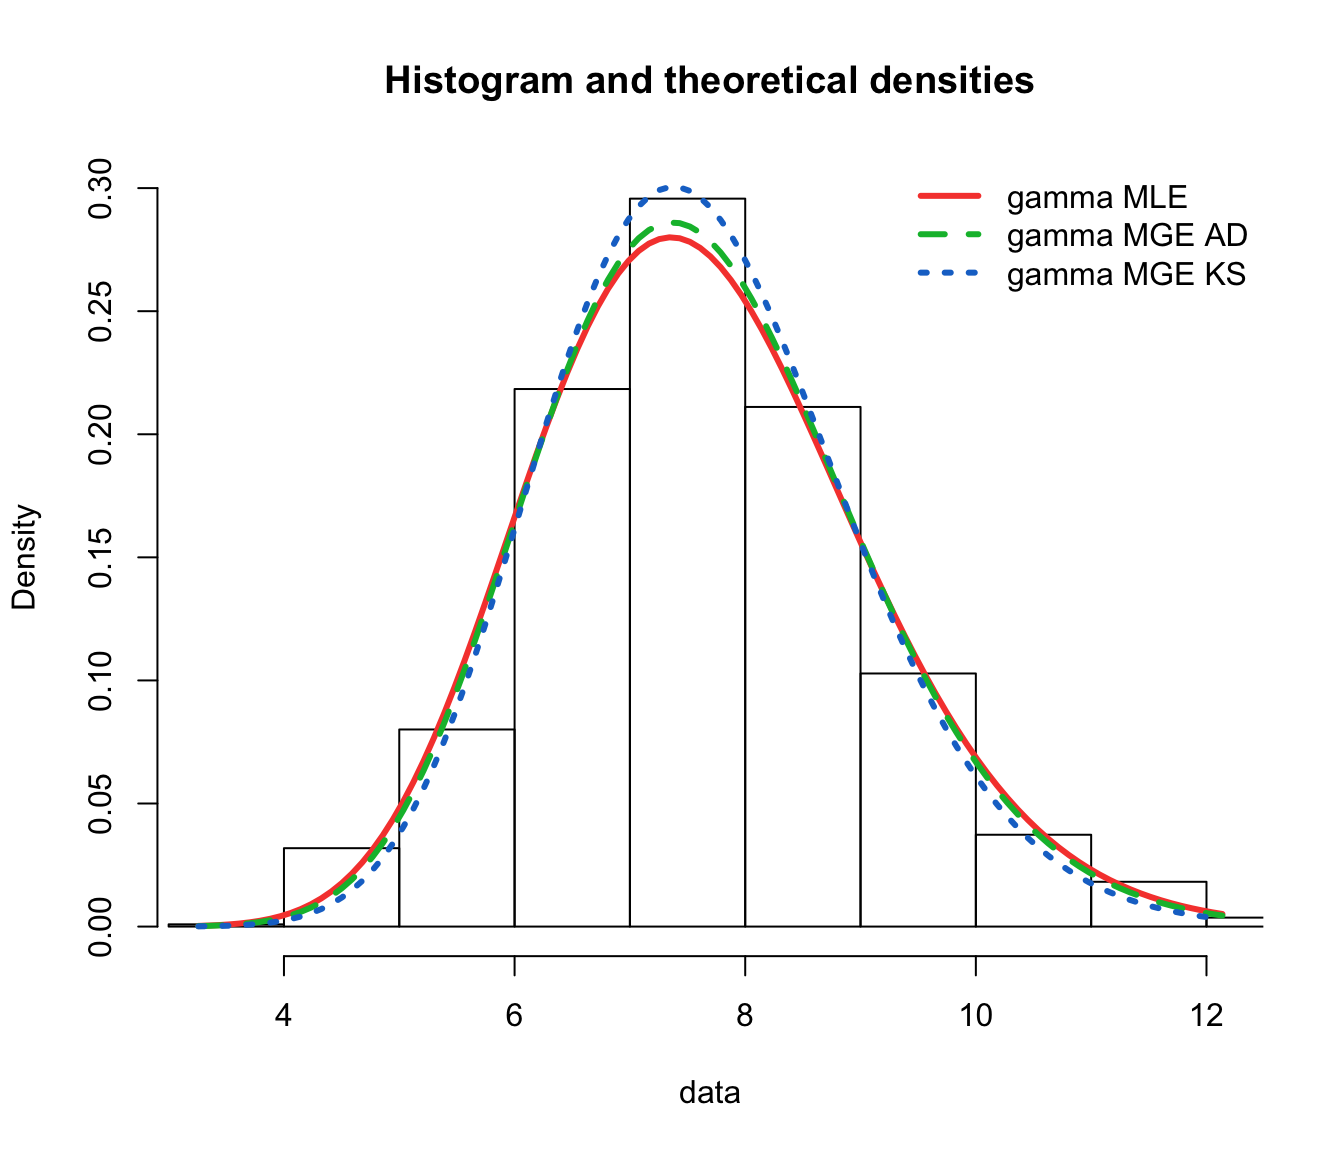 Histogram and theoretical densities
gamma MLE
gamma MGE AD
gamma MGE KS
Density
0.30
0.25
0.20
0.15
0.10
0.05
0.00
4 6 8 10 12
data